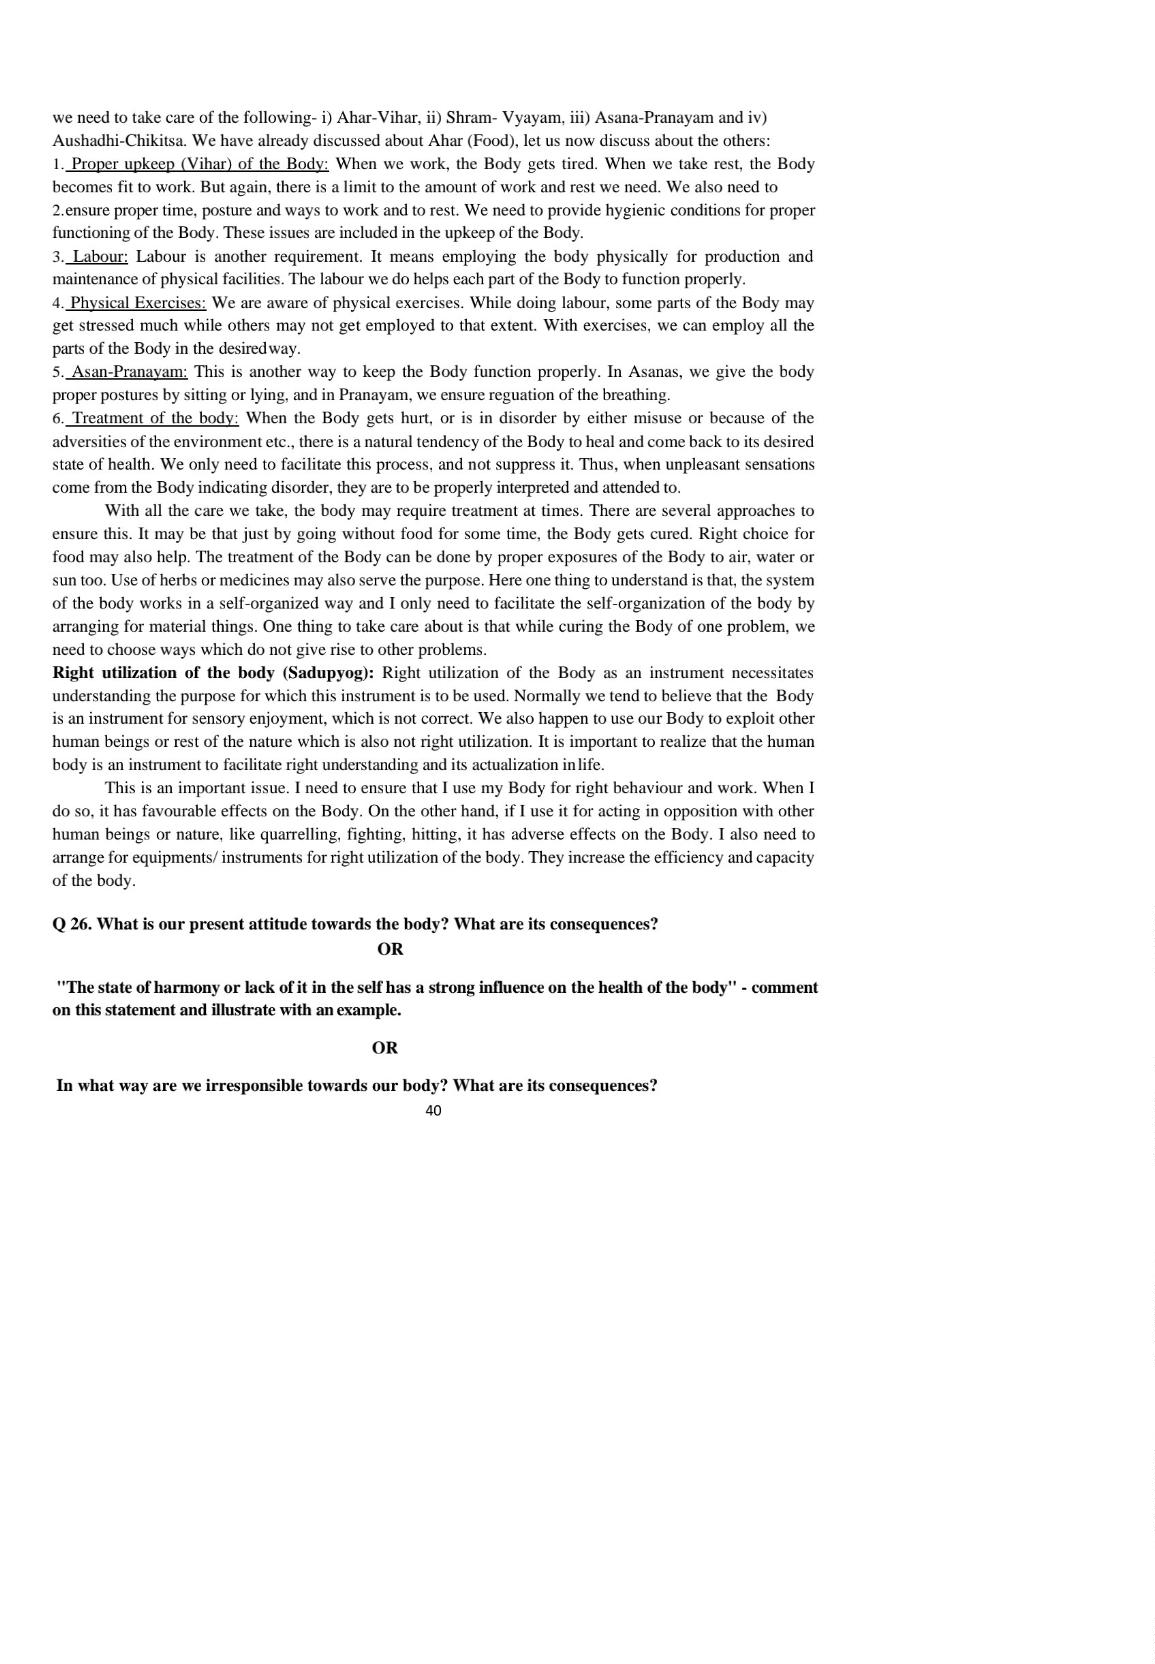 we need to take care of the following- i) Ahar-Vihar, ii) Shram- Vyayam, iii) Asana-Pranayam and iv)
Aushadhi-Chikitsa. We have already discussed about Ahar (Food), let us now discuss about the others:
1. Proper upkeep (Vihar) of the Body: When we work, the Body gets tired. When we take rest, the Body
becomes fit to work. But again, there is a limit to the amount of work and rest we need. We also need to
2.ensure proper time, posture and ways to work and to rest. We need to provide hygienic conditions for proper
functioning of the Body. These issues are included in the upkeep of the Body.
3. Labour: Labour is another requirement. It means employing the body physically for production and
maintenance of physical facilities. The labour we do helps each part of the Body to function properly.
4. Physical Exercises: We are aware of physical exercises. While doing labour, some parts of the Body may
get stressed much while others may not get employed to that extent. With exercises, we can employ all the
parts of the Body in the desired way.
5. Asan-Pranayam: This is another way to keep the Body function properly. In Asanas, we give the body
proper postures by sitting or lying, and in Pranayam, we ensure reguation of the breathing.
6. Treatment of the body: When the Body gets hurt, or is in disorder by either misuse or because of the
adversities of the environment etc., there is a natural tendency of the Body to heal and come back to its desired
state of health. We only need to facilitate this process, and not suppress it. Thus, when unpleasant sensations
come from the Body indicating disorder, they are to be properly interpreted and attended to.
With all the care we take, the body may require treatment at times. There are several approaches to
ensure this. It may be that just by going without food for some time, the Body gets cured. Right choice for
food may also help. The treatment of the Body can be done by proper exposures of the Body to air, water or
sun too. Use of herbs or medicines may also serve the purpose. Here one thing to understand is that, the system
of the body works in a self-organized way and I only need to facilitate the self-organization of the body by
arranging for material things. One thing to take care about is that while curing the Body of one problem, we
need to choose ways which do not give rise to other problems.
Right utilization of the body (Sadupyog): Right utilization of the Body as an instrument necessitates
understanding the purpose for which this instrument is to be used. Normally we tend to believe that the Body
is an instrument for sensory enjoyment, which is not correct. We also happen to use our Body to exploit other
human beings or rest of the nature which is also not right utilization. It is important to realize that the human
body is an instrument to facilitate right understanding and its actualization in life.
This is an important issue. I need to ensure that I use my Body for right behaviour and work. When I
do so, it has favourable effects on the Body. On the other hand, if I use it for acting in opposition with other
human beings or nature, like quarrelling, fighting, hitting, it has adverse effects on the Body. I also need to
arrange for equipments/ instruments for right utilization of the body. They increase the efficiency and capacity
of the body.
Q 26. What is our present attitude towards the body? What are its consequences?
OR
"The state of harmony or lack of it in the self has a strong influence on the health of the body" - comment
on this statement and illustrate with an example.
OR
In what way are we irresponsible towards our body? What are its consequences?
40